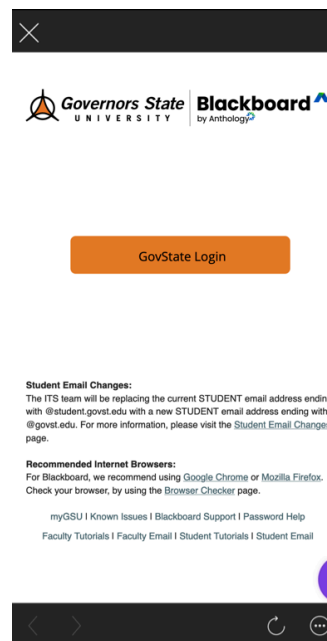 Governors State
UNIVERSITY
Blackboard
by Anthology
GovState Login
Student Email Changes:
The ITS team will be replacing the current STUDENT email address
with @student.govst.edu with a new STUDENT email address ending with
@govst.edu. For more information, please visit the Student Email
page.
Recommended Internet Browsers:
For Blackboard, we recommend using Google Chrome or Mozilla Firefox.
Check your browser, by using the Browser Checker page.
myGSU I Known Issues I Blackboard Support I Password Help
Faculty Tutorials I Faculty Email I Student Tutorials I Student Email